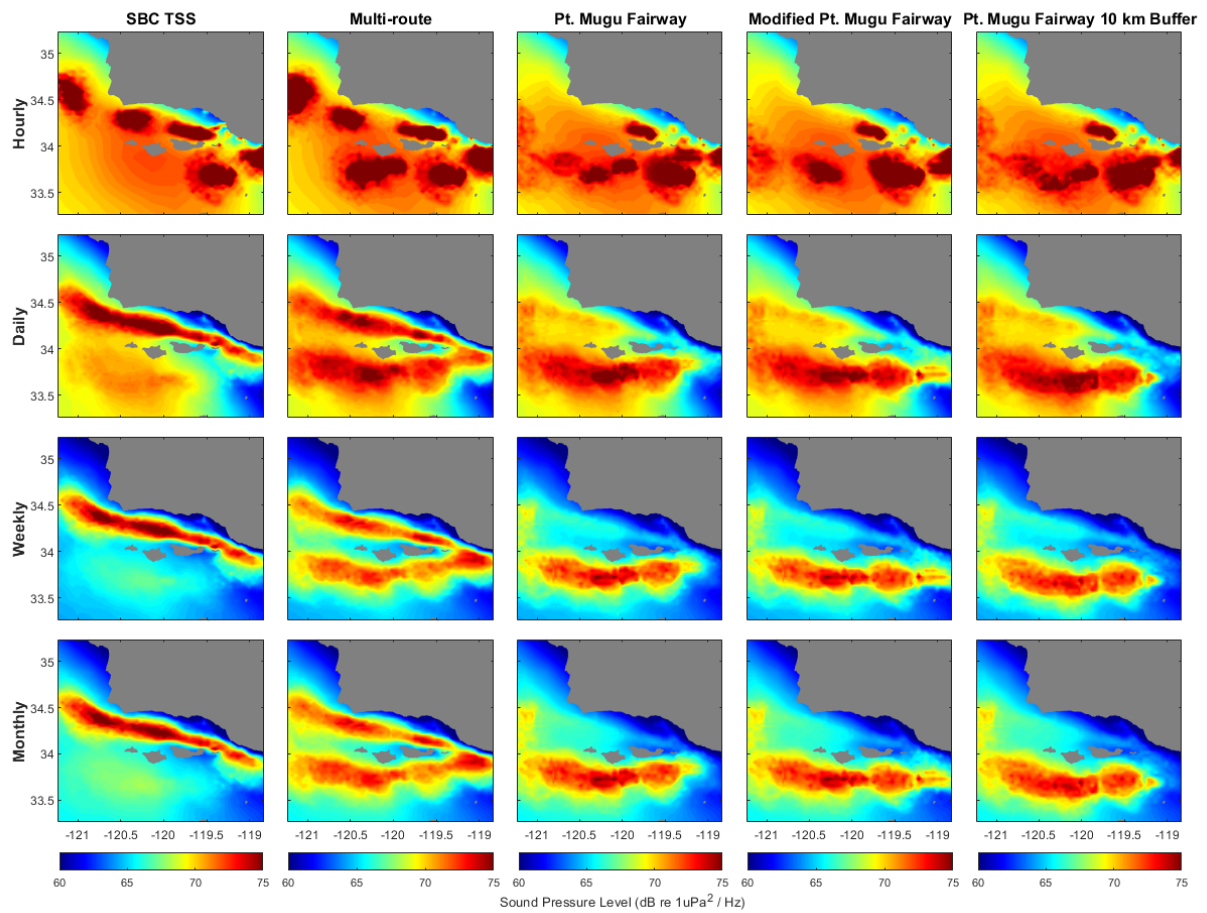 SBC TSS Multi-route Pt. Mugu Fairway Modified Pt. Mugu Fairway Pt. Mugu Fairway 10 km Buffer
Hourly
35
34.5
34
33.5
Daily
35
34.5
34
33.5
Weekly
35
34.5
34
33.5
Monthly
35
34.5
34
33.5
-121 -120.5 -120 -119.5 -119 -121 -120.5 -120 -119.5 -119 -121 -120.5 -120 -119.5 -119 -121 -120.5 -120 -119.5 -119 -121 -120.5 -120 -119.5 -119
60 65 70 75 60 65 70 75 60 65 70 75 60 65 70 75 60 65 70 75
Sound Pressure Level (dB re 1uPa² / Hz)